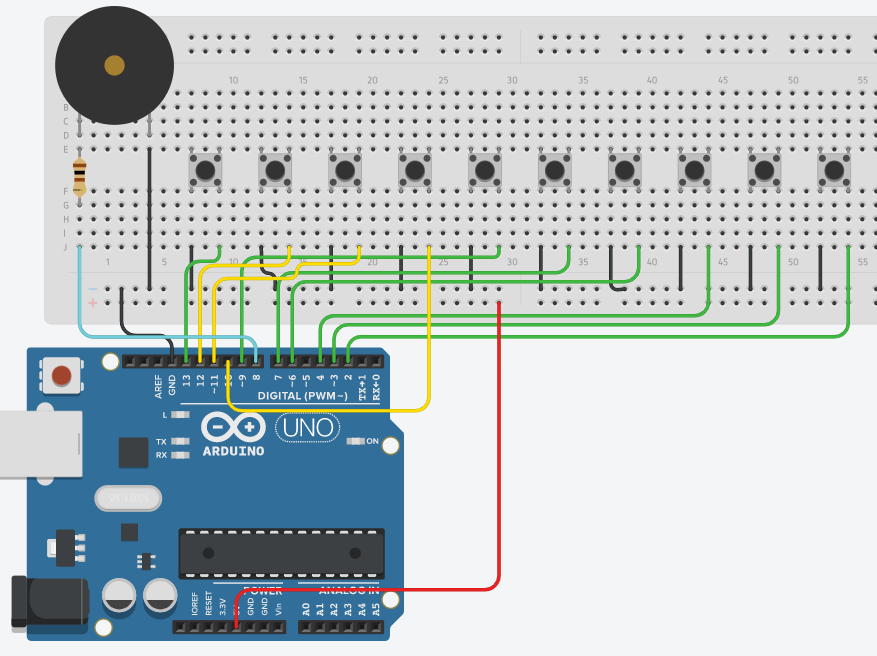 10 15 20 25 30 35 40 45 50 55
B
C
D
E
F
G
H
I
J
1 5 10 15 20 25 30 35 40 45 50 55
−
+
AREF GND 13 12 ~11 ~9 8 7 ~6 ~5 4 ~3 2 TX→1 RX←0
DIGITAL (PWM~)
L
TX
RX
ARDUINO
UNO
ON
POWER ANALOG IN
IOREF RESET 3.3V GND GND Vin A0 A1 A2 A3 A4 A5